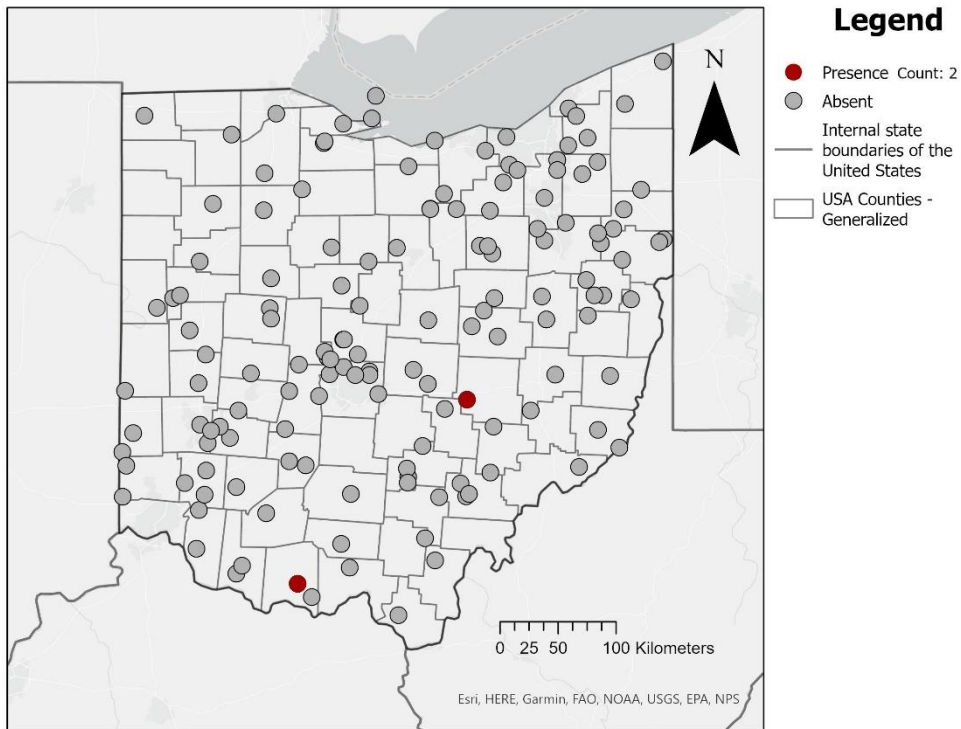 Legend
N
Presence Count: 2
Absent
Internal state
boundaries of the
United States
USA Counties -
Generalized
0 25 50 100 Kilometers
Esri, HERE, Garmin, FAO, NOAA, USGS, EPA, NPS